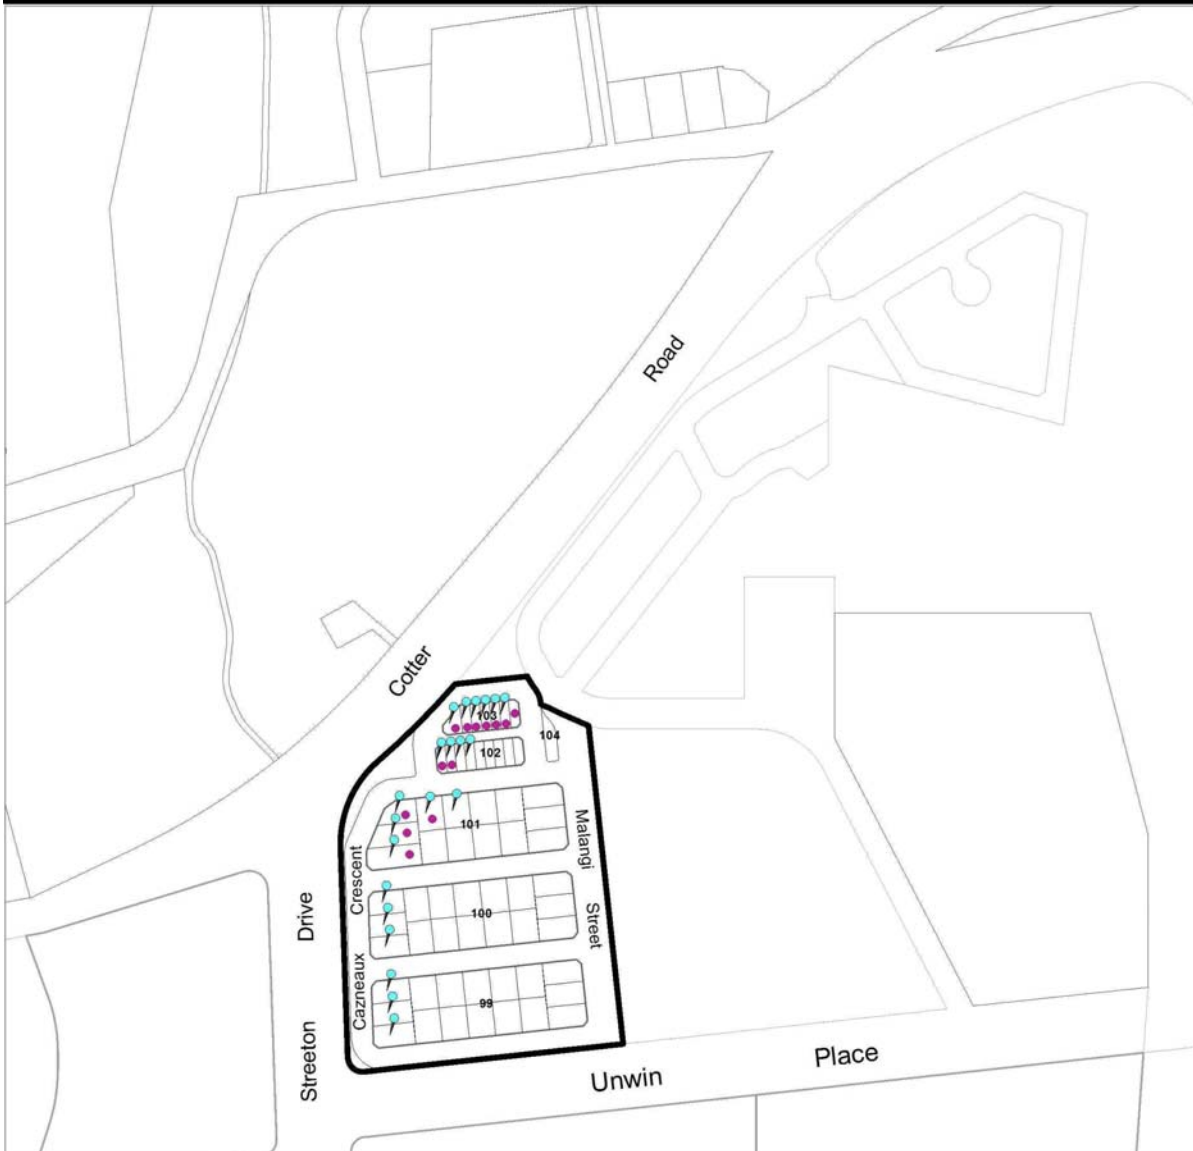 Road
Cotter
103
104
102
101
Malangi
Crescent
100
Drive
Street
Cazneaux
99
Streeton
Place
Unwin